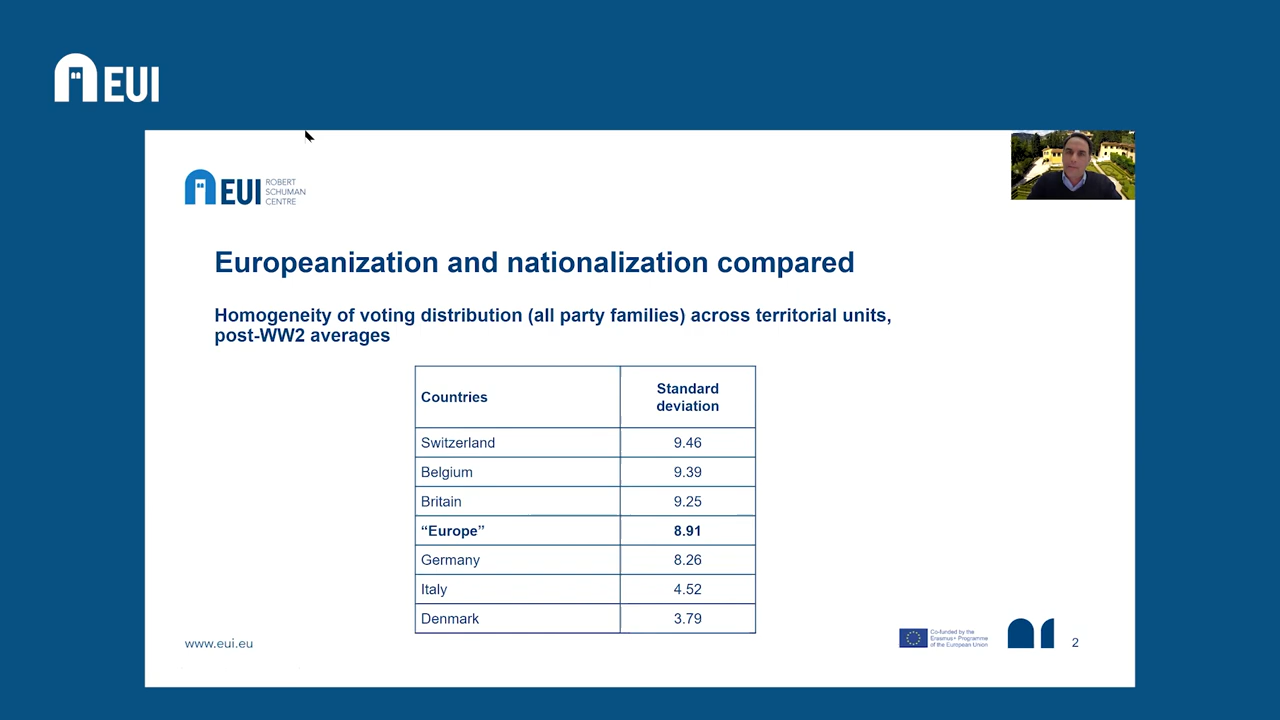 EUI
EUI
ROBERT
SCHUMAN
CENTRE
Europeanization and nationalization compared
Homogeneity of voting distribution (all party families) across territorial units,
post-WW2 averages
Countries
Standard
deviation
Switzerland 9.46
Belgium 9.39
Britain 9.25
“Europe” 8.91
Germany 8.26
Italy 4.52
Denmark 3.79
www.eui.eu
Co-funded by the
Erasmus+ Programme
of the European Union
2